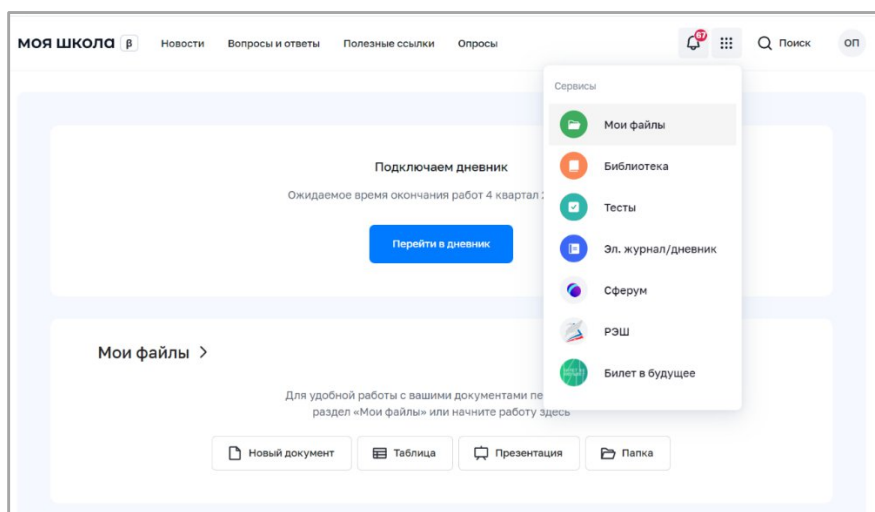 МОЯ ШКОЛА β Новости Вопросы и ответы Полезные ссылки Опросы 67 Поиск ОП
Сервисы
Мои файлы
Библиотека
Тесты
Эл. журнал/дневник
Сферум
РЭШ
Билет в будущее
Подключаем дневник
Ожидаемое время окончания работ 4 квартал
Перейти в дневник
Мои файлы >
Для удобной работы с вашими документами пе
раздел «Мои файлы» или начните работу здесь
Новый документ Таблица Презентация Папка